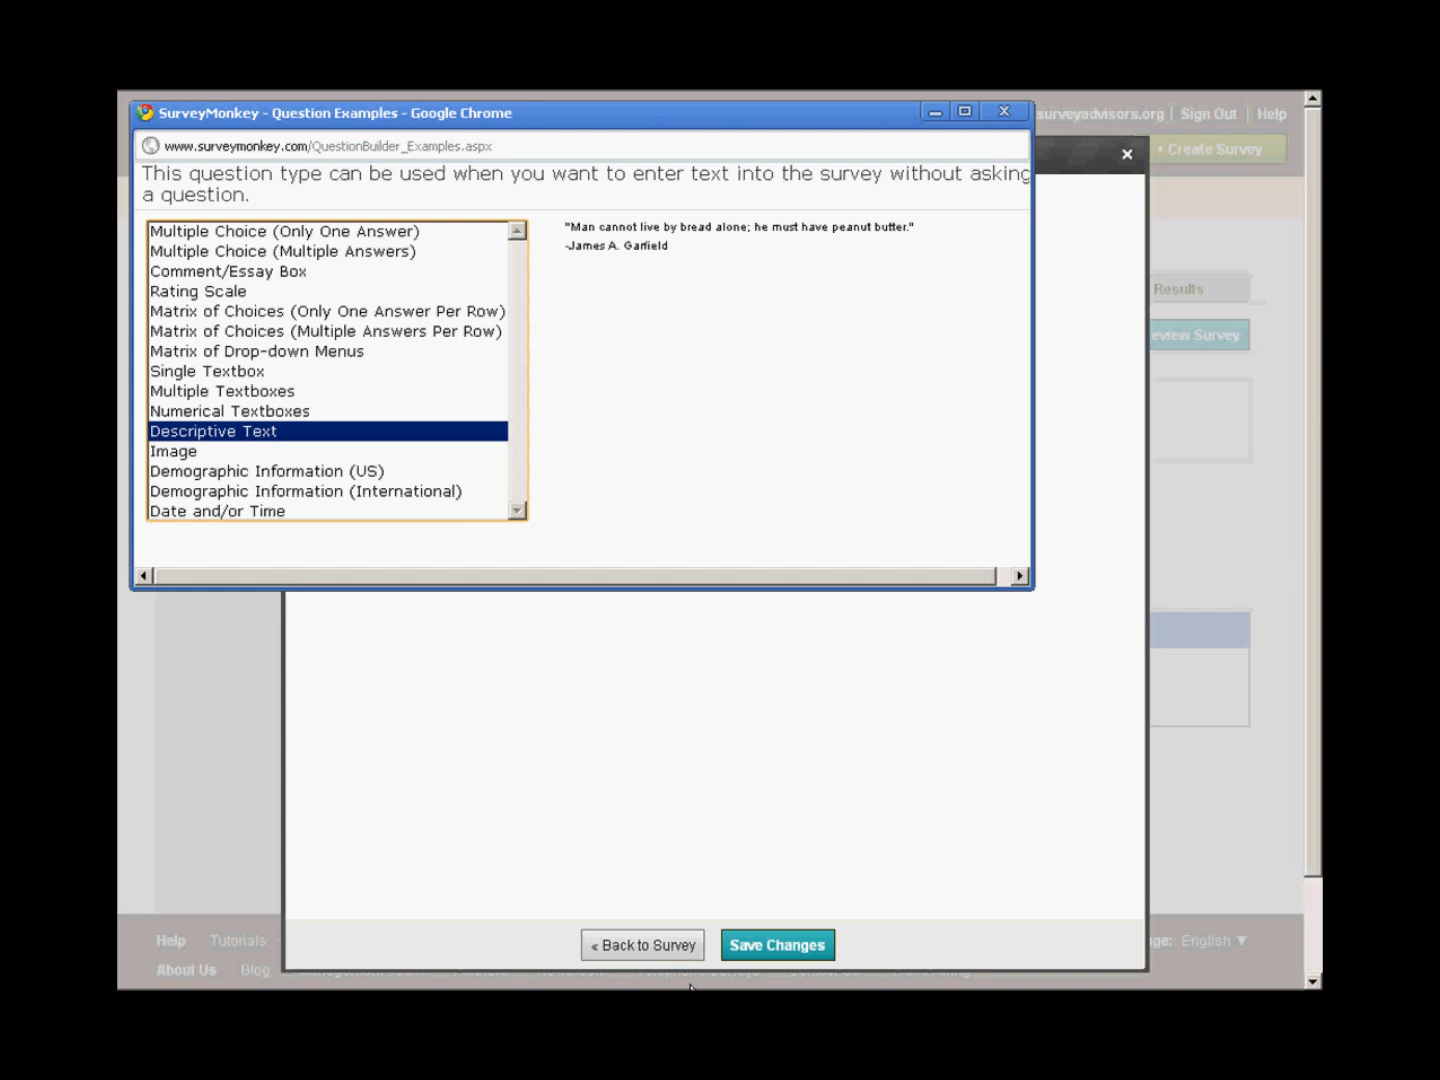 SurveyMonkey - Question Examples - Google Chrome
surveyadvisors.org | Sign Out | Help
www.surveymonkey.com/QuestionBuilder_Examples.aspx
+ Create Survey
This question type can be used when you want to enter text into the survey without asking
a question.
Multiple Choice (Only One Answer)
Multiple Choice (Multiple Answers)
Comment/Essay Box
Rating Scale
Matrix of Choices (Only One Answer Per Row)
Matrix of Choices (Multiple Answers Per Row)
Matrix of Drop-down Menus
Single Textbox
Multiple Textboxes
Numerical Textboxes
Descriptive Text
Image
Demographic Information (US)
Demographic Information (International)
Date and/or Time
"Man cannot live by bread alone; he must have peanut butter."
-James A. Garfield
Results
eview Survey
« Back to Survey
Save Changes
Help Tutorials
ge: English
About Us Blog